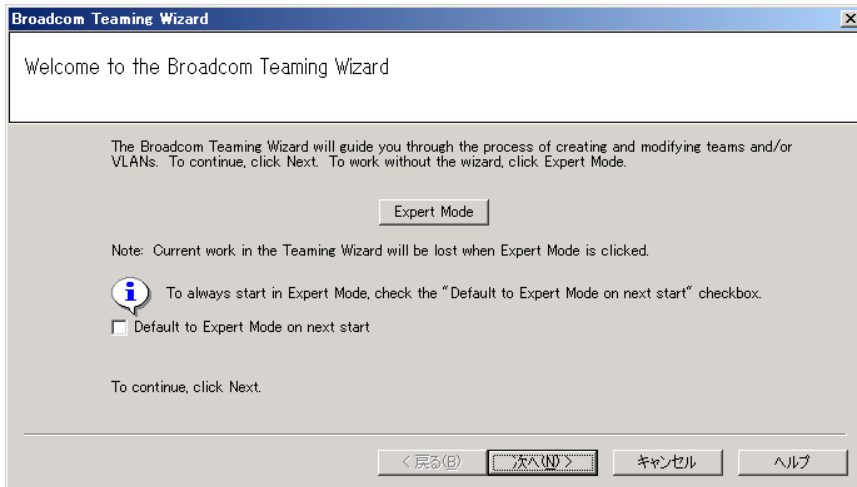 Broadcom Teaming Wizard
Welcome to the Broadcom Teaming Wizard
The Broadcom Teaming Wizard will guide you through the process of creating and modifying teams and/or
VLANs. To continue, click Next. To work without the wizard, click Expert Mode.
Expert Mode
Note: Current work in the Teaming Wizard will be lost when Expert Mode is clicked.
To always start in Expert Mode, check the "Default to Expert Mode on next start" checkbox.
Default to Expert Mode on next start
To continue, click Next.
< 戻る(B) 次へ(N) > キャンセル ヘルプ